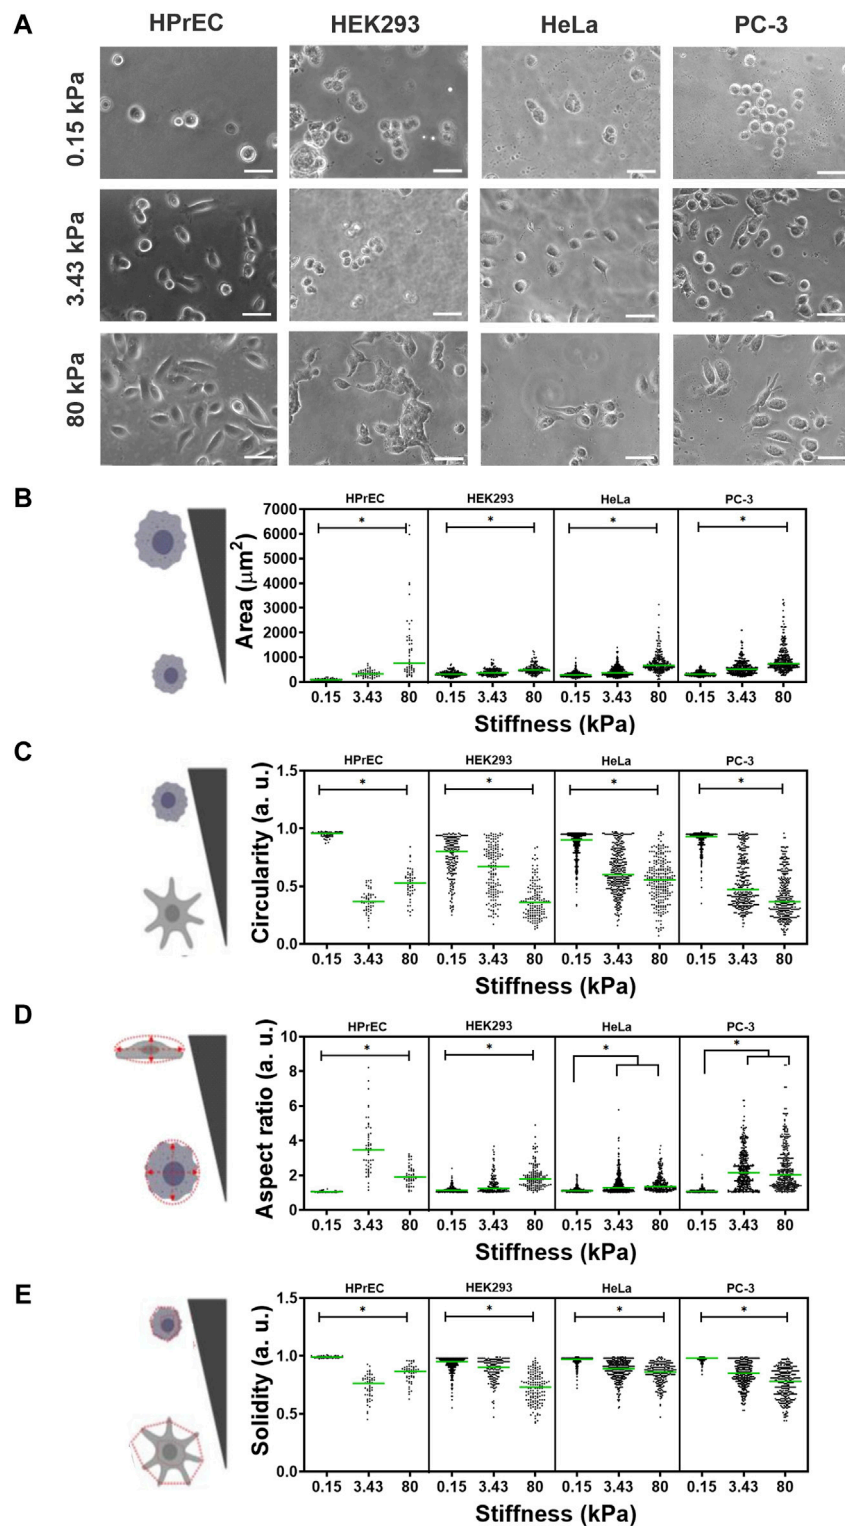 A
HPrEC HEK293 HeLa PC-3
0.15 kPa
3.43 kPa
80 kPa
B
HPrEC HEK293 HeLa PC-3
* * * *
Area (µm²)
7000
6000
5000
4000
3000
2000
1000
0
0.15 3.43 80 0.15 3.43 80 0.15 3.43 80 0.15 3.43 80
Stiffness (kPa)
C
HPrEC HEK293 HeLa PC-3
* * * *
Circularity (a. u.)
1.5
1.0
0.5
0.0
0.15 3.43 80 0.15 3.43 80 0.15 3.43 80 0.15 3.43 80
Stiffness (kPa)
D
HPrEC HEK293 HeLa PC-3
* * * *
Aspect ratio (a. u.)
10
8
6
4
2
0
0.15 3.43 80 0.15 3.43 80 0.15 3.43 80 0.15 3.43 80
Stiffness (kPa)
E
HPrEC HEK293 HeLa PC-3
* * * *
Solidity (a. u.)
1.5
1.0
0.5
0.0
0.15 3.43 80 0.15 3.43 80 0.15 3.43 80 0.15 3.43 80
Stiffness (kPa)